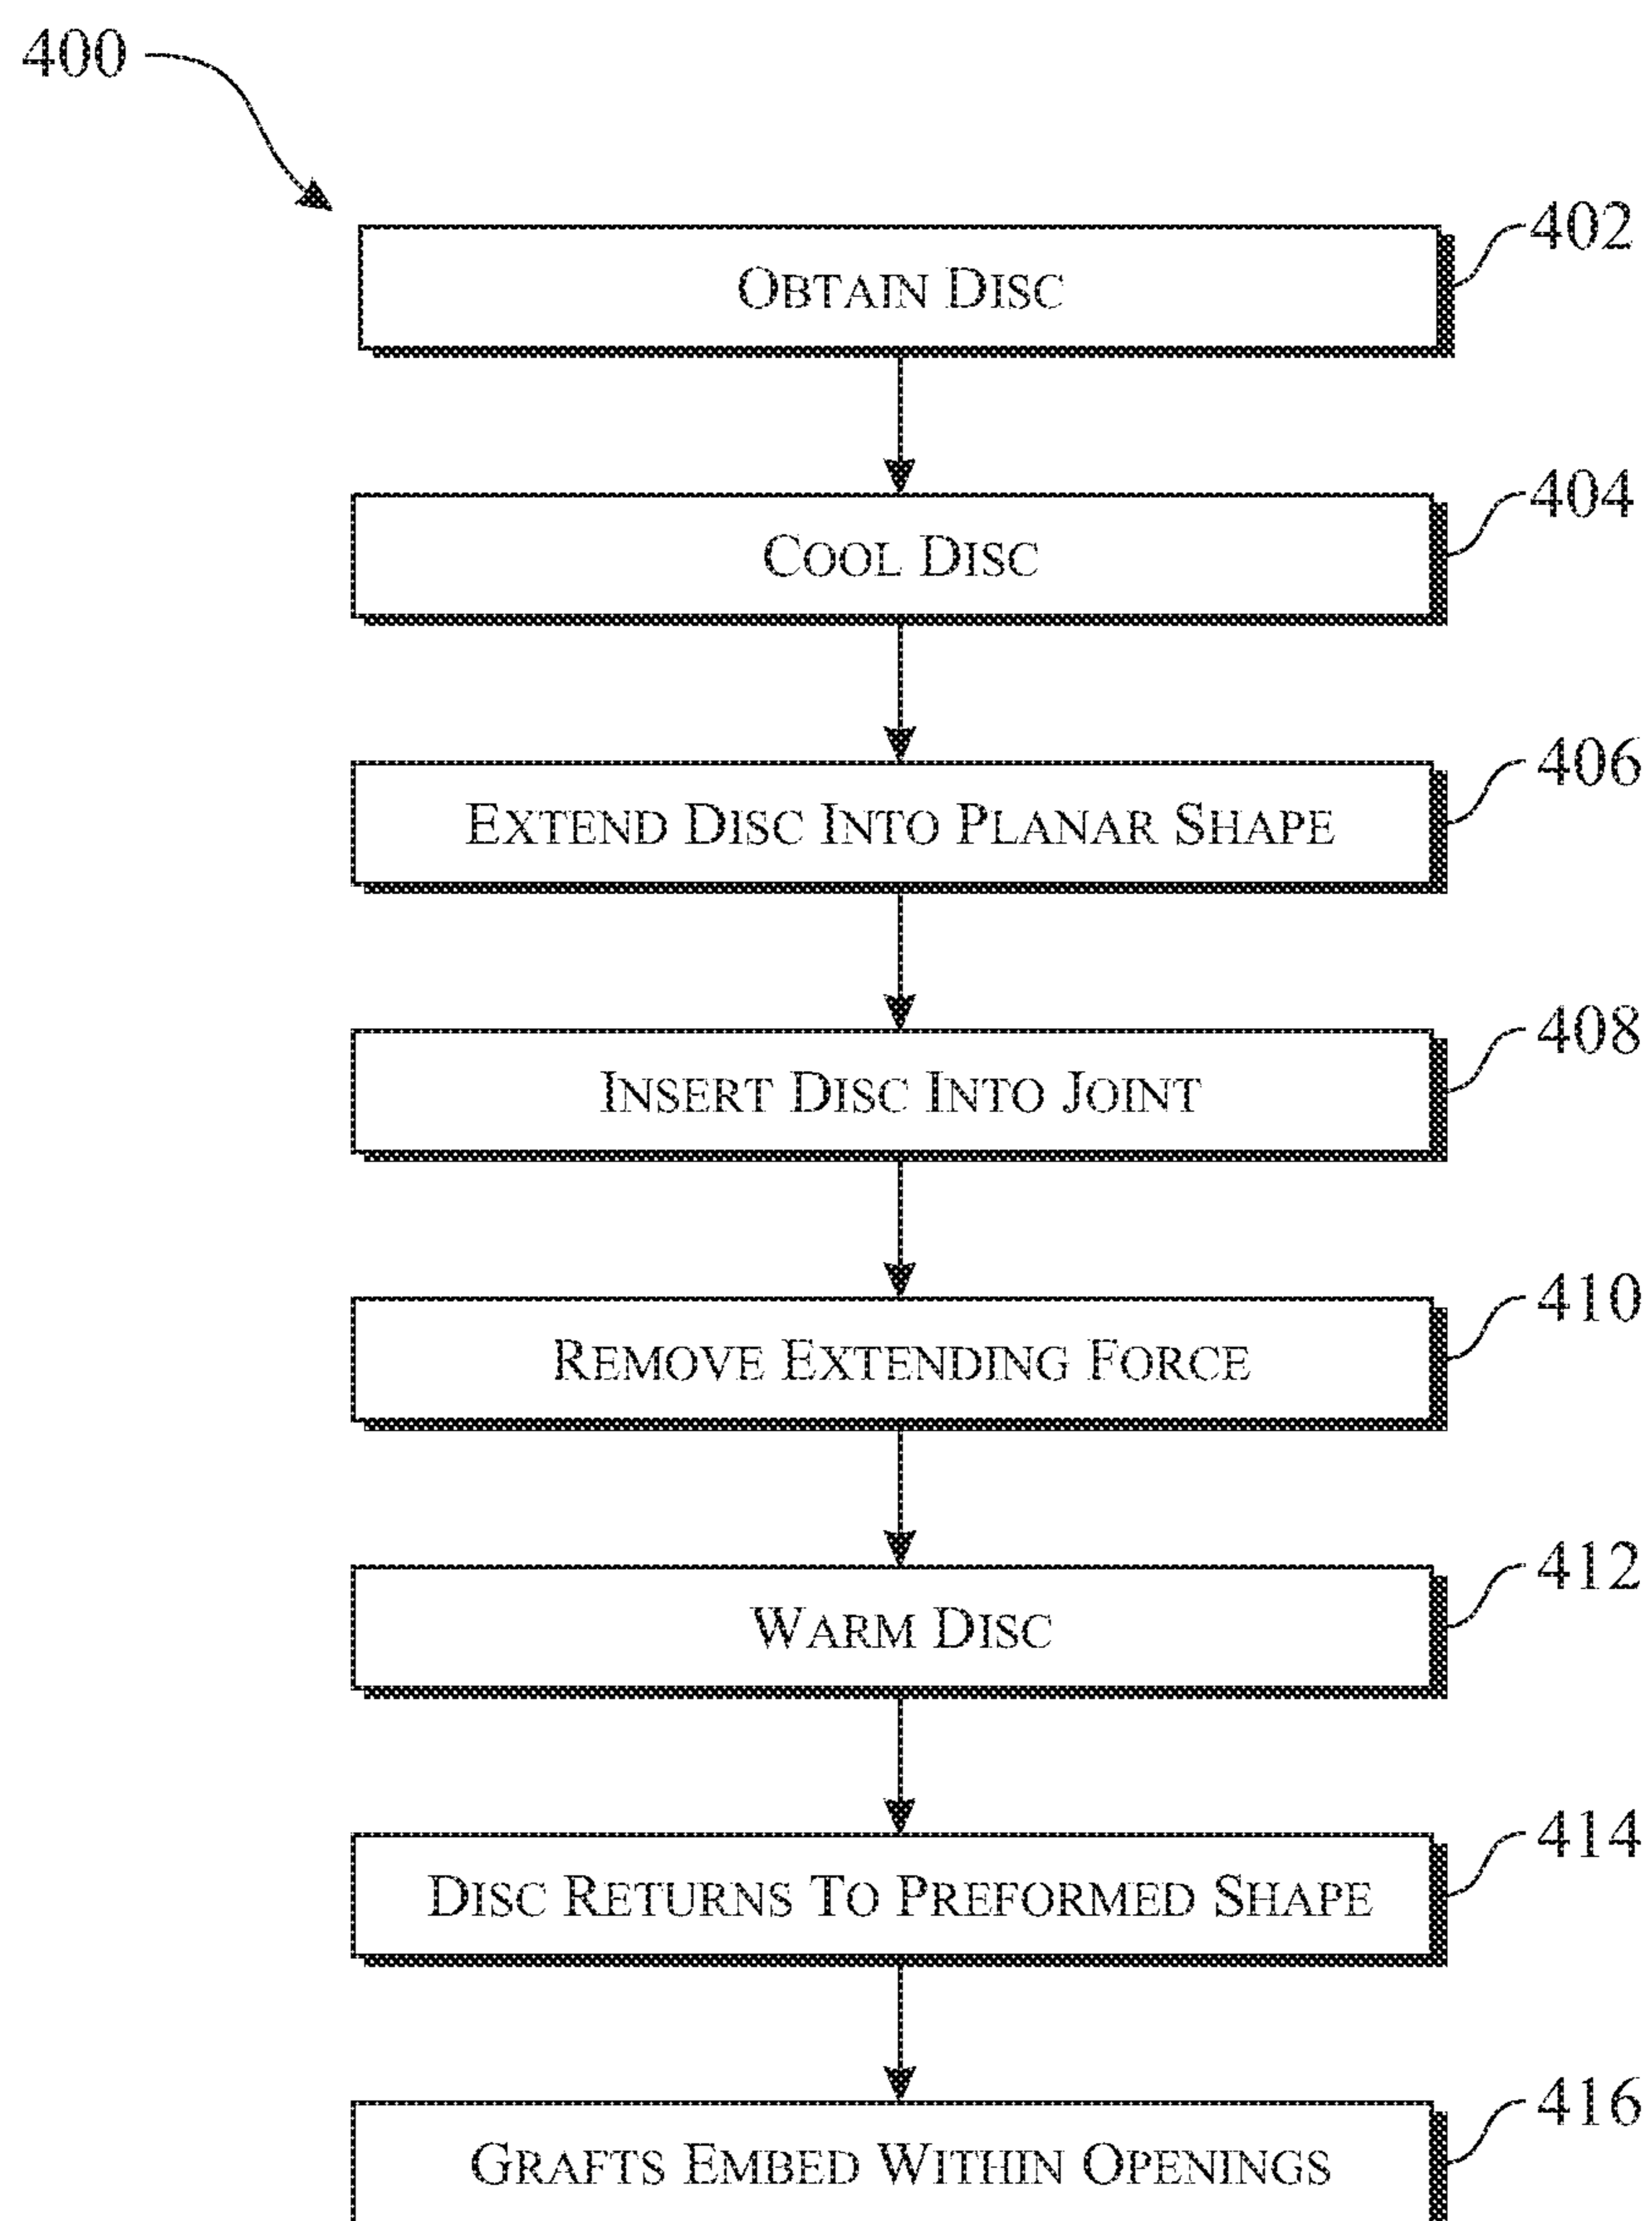 400
OBTAIN DISC
402
COOL DISC
404
EXTEND DISC INTO PLANAR SHAPE
406
INSERT DISC INTO JOINT
408
REMOVE EXTENDING FORCE
410
WARM DISC
412
DISC RETURNS TO PREFORMED SHAPE
414
GRAFTS EMBED WITHIN OPENINGS
416